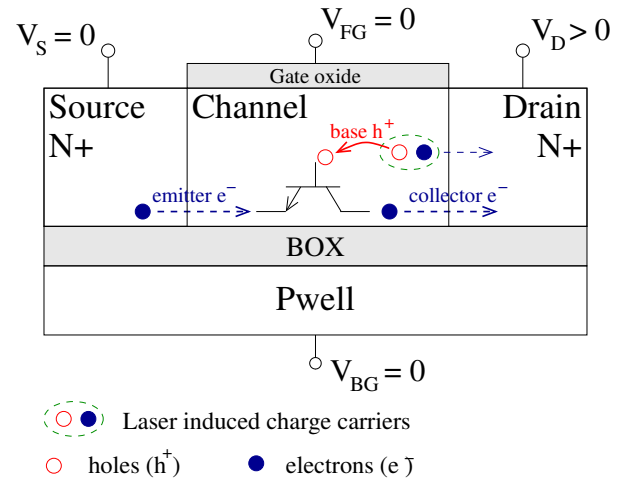 V_FG = 0
V_S = 0
V_D > 0
Gate oxide
Source
N+
Channel
Drain
N+
base h⁺
emitter e⁻
collector e⁻
BOX
Pwell
V_BG = 0
Laser induced charge carriers
holes (h⁺)
electrons (e⁻)